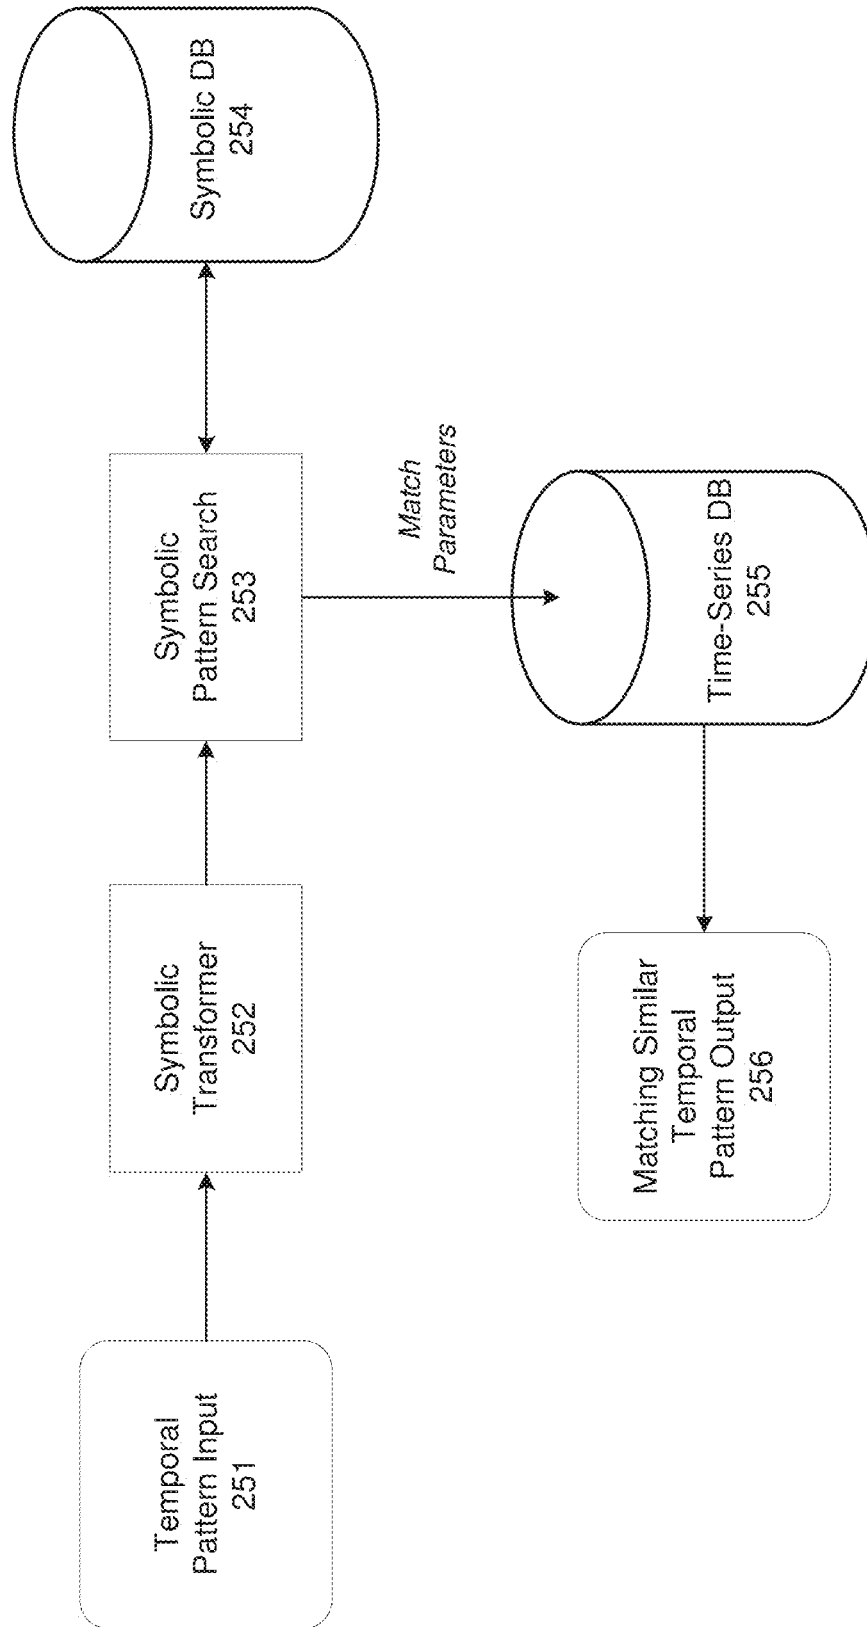 Temporal
Pattern Input
251
Symbolic
Transformer
252
Symbolic
Pattern Search
253
Symbolic DB
254
Match
Parameters
Time-Series DB
255
Matching Similar
Temporal
Pattern Output
256